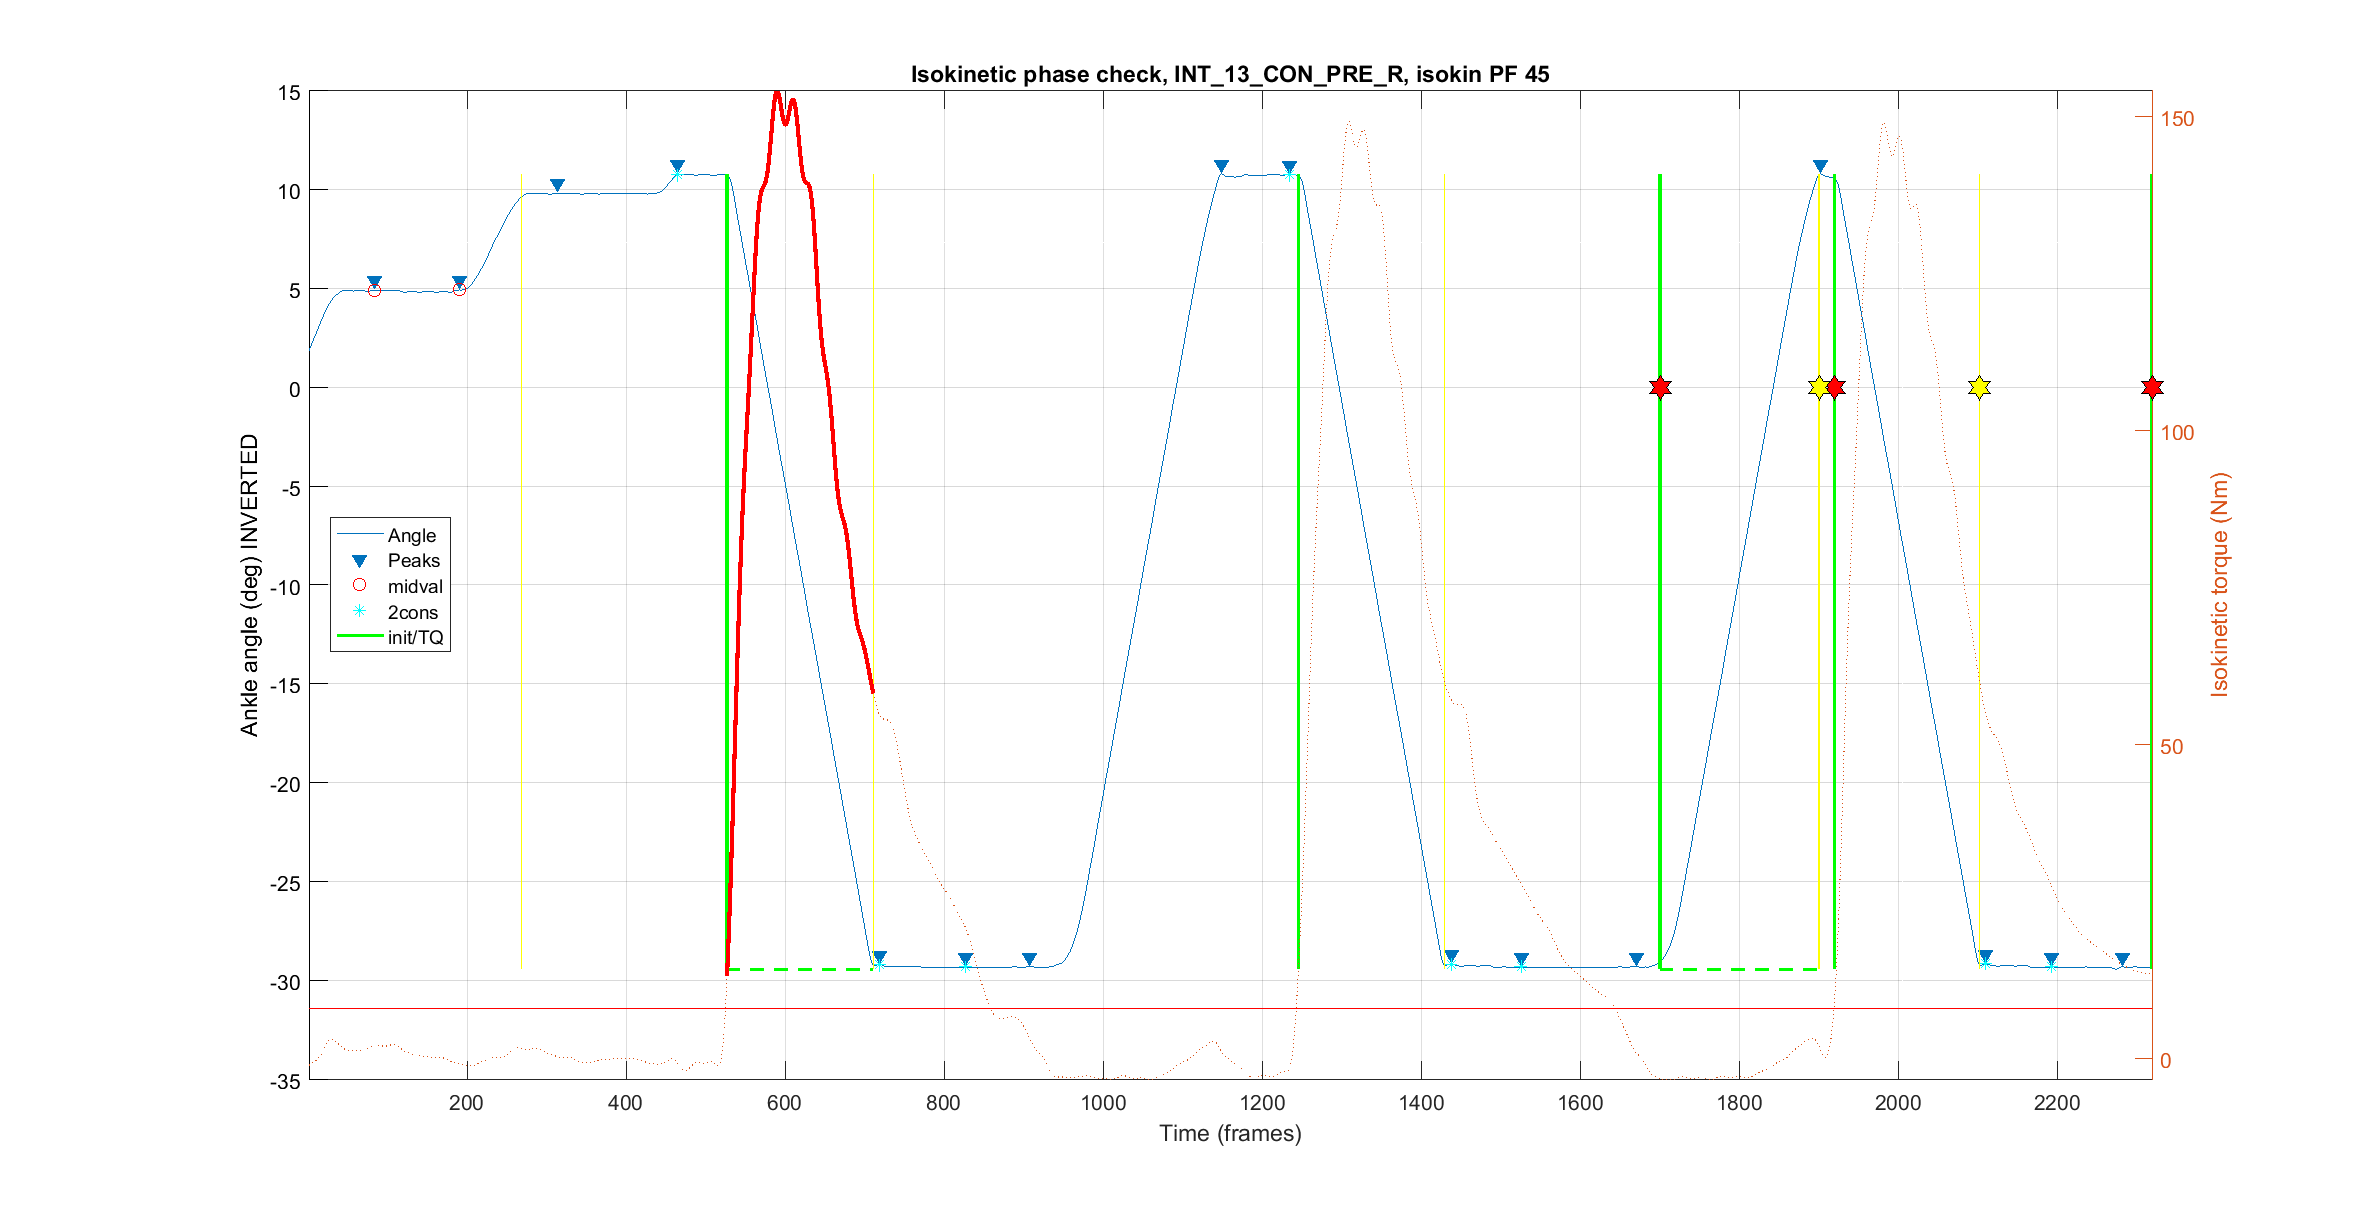 Isokinetic phase check, INT_13_CON_PRE_R, isokin PF 45
15
10
5
0
-5
-10
-15
-20
-25
-30
-35
Ankle angle (deg) INVERTED
Angle
Peaks
midval
2cons
init/TQ
150
100
50
0
Isokinetic torque (Nm)
200 400 600 800 1000 1200 1400 1600 1800 2000 2200
Time (frames)